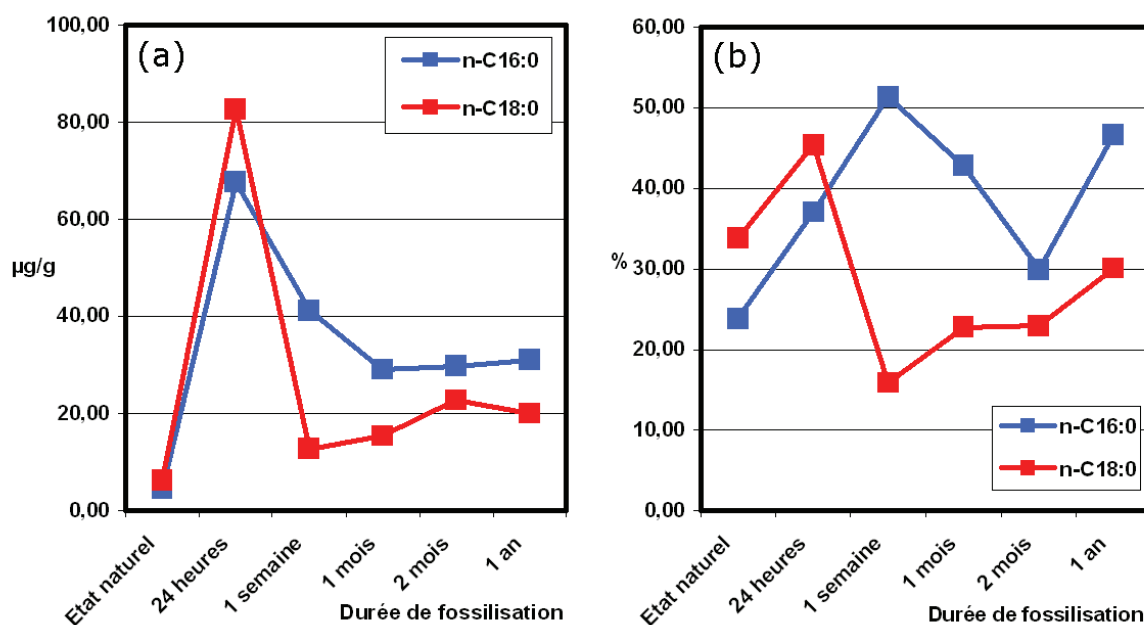 (a)
n-C16:0
n-C18:0
100,00
80,00
60,00
µg/g
40,00
20,00
0,00
Etat naturel
24 heures
1 semaine
1 mois
2 mois
1 an
Durée de fossilisation
(b)
60,00
50,00
40,00
%
30,00
20,00
10,00
0,00
n-C16:0
n-C18:0
Etat naturel
24 heures
1 semaine
1 mois
2 mois
1 an
Durée de fossilisation